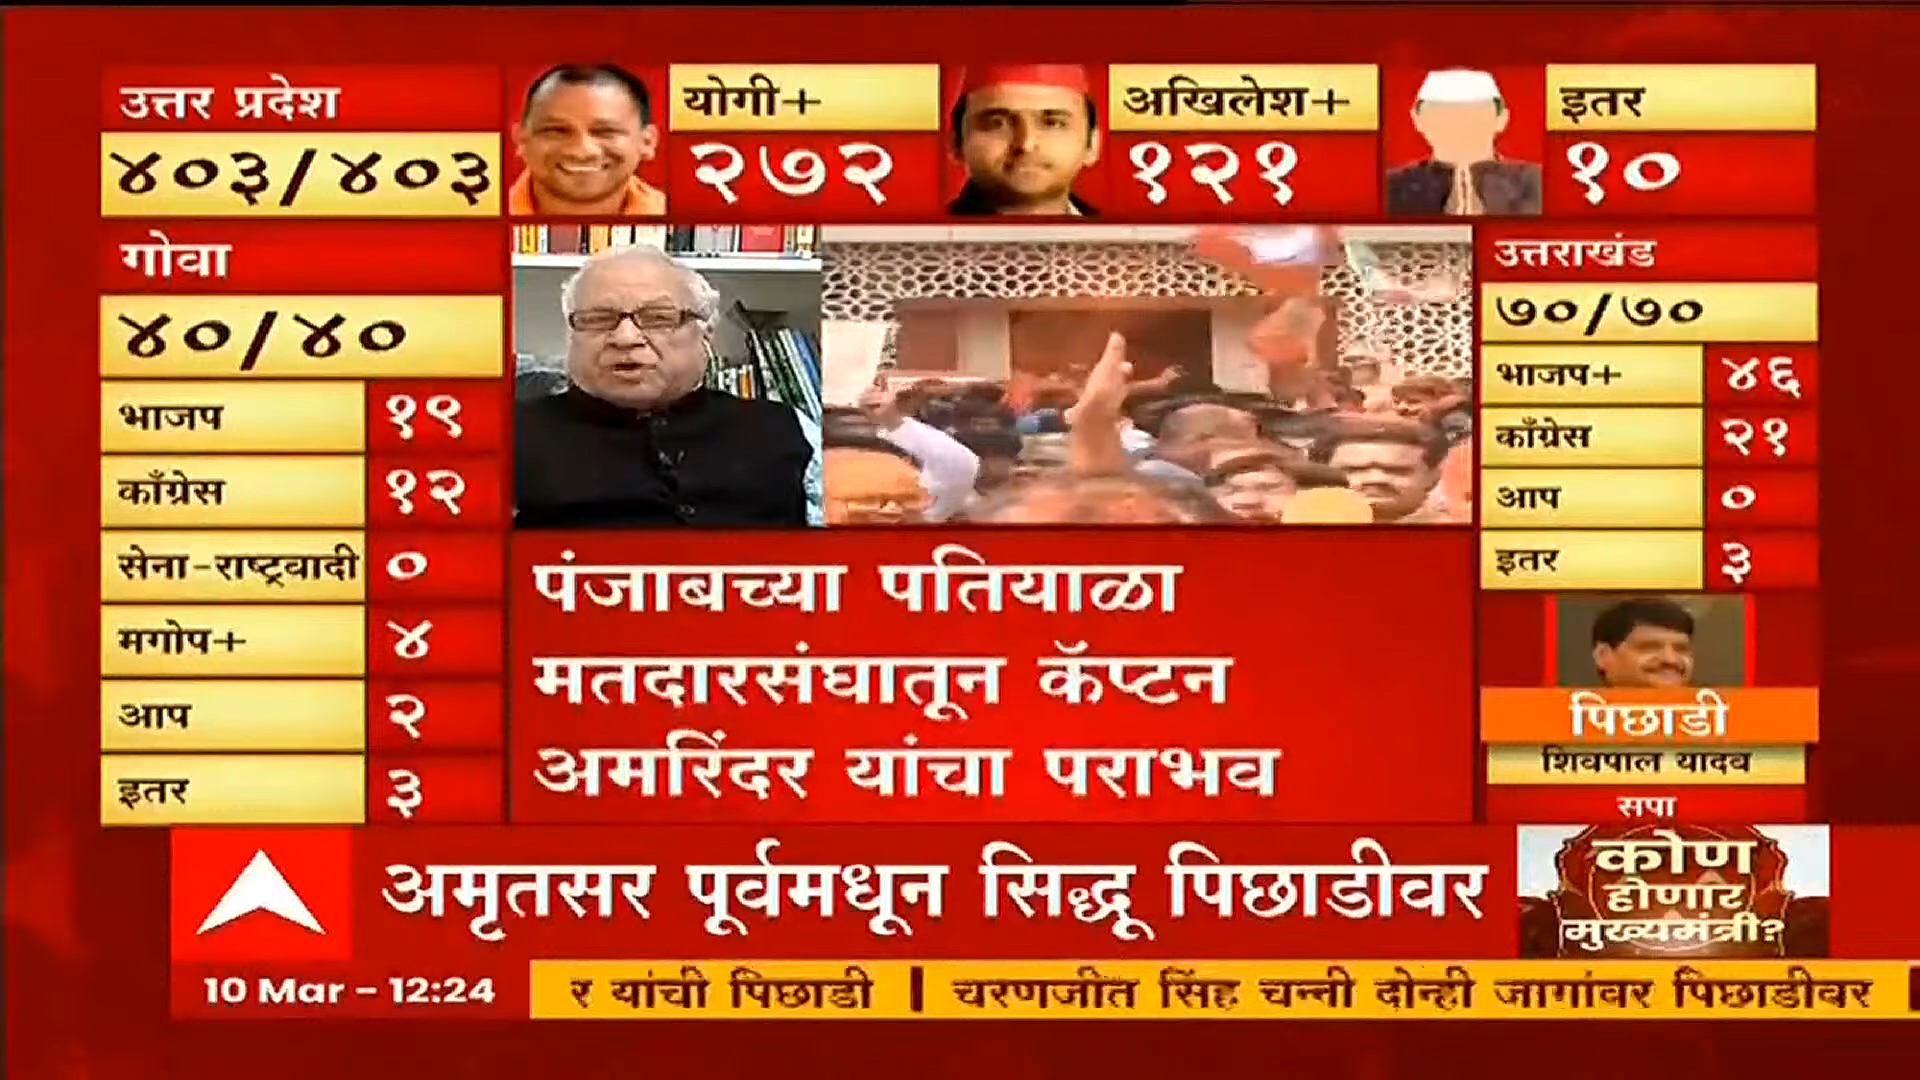 उत्तर प्रदेश
४०३/४०३
योगी+
२७२
अखिलेश+
१२१
इतर
१०
गोवा
४०/४०
भाजप १९
काँग्रेस १२
सेना-राष्ट्रवादी ०
मगोप+ ४
आप २
इतर ३
उत्तराखंड
७०/७०
भाजप+ ४६
काँग्रेस २१
आप ०
इतर ३
पिछाडी
शिवपाल यादव
सपा
पंजाबच्या पतियाळा
मतदारसंघातून कॅप्टन
अमरिंदर यांचा पराभव
अमृतसर पूर्वमधून सिद्धू पिछाडीवर
कोण
होणार
मुख्यमंत्री?
10 Mar - 12:24
र यांची पिछाडी | चरणजीत सिंह चन्नी दोन्ही जागांवर पिछाडीवर